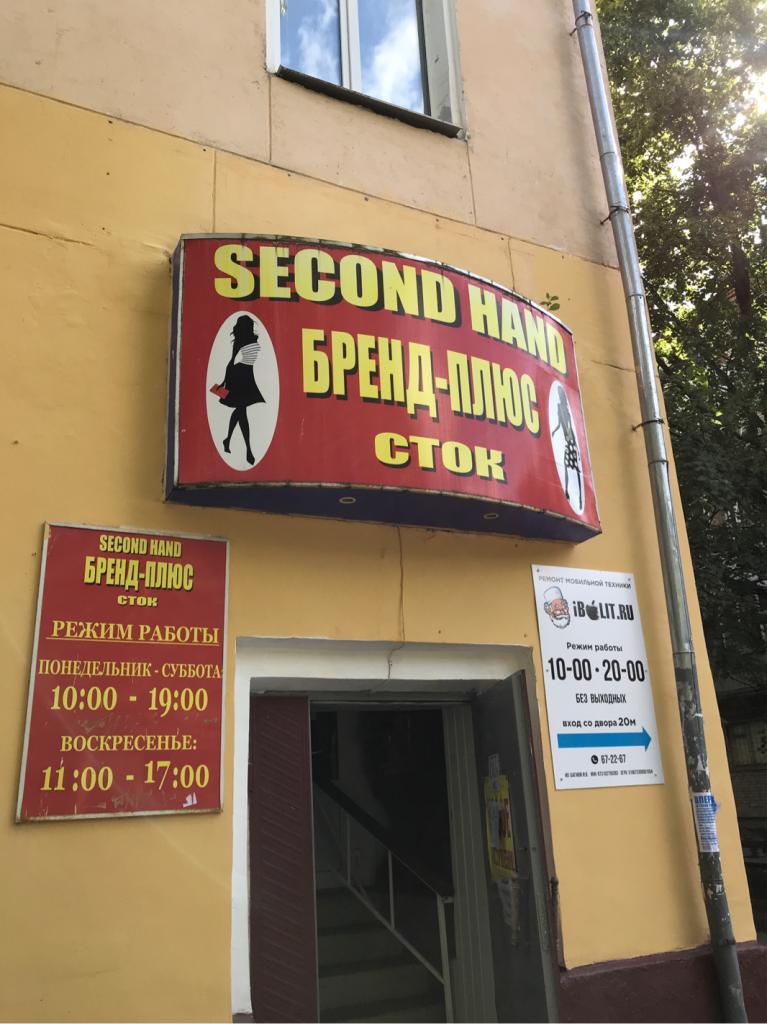 SECOND HAND
БРЕНД-ПЛЮС
СТОК
SECOND HAND
БРЕНД-ПЛЮС
СТОК
РЕЖИМ РАБОТЫ
ПОНЕДЕЛЬНИК - СУББОТА:
10:00 - 19:00
ВОСКРЕСЕНЬЕ:
11:00 - 17:00
РЕМОНТ МОБИЛЬНОЙ ТЕХНИКИ
iBOLIT.RU
Режим работы
10-00 • 20-00
БЕЗ ВЫХОДНЫХ
вход со двора 20м
67-22-67